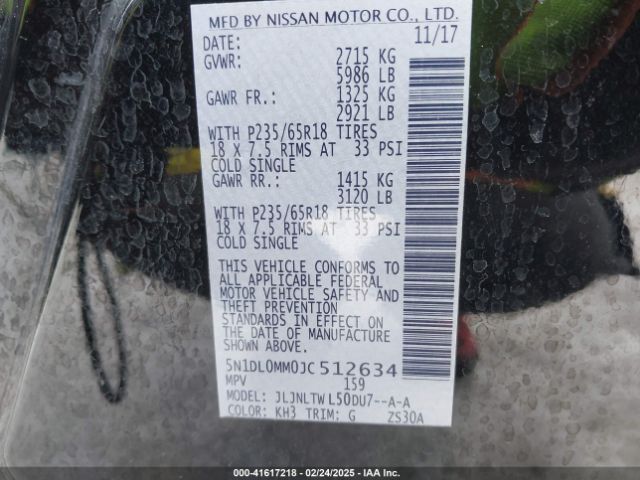 MFD BY NISSAN MOTOR CO., LTD.
DATE: 11/17
GVWR: 2715 KG
5986 LB
GAWR FR.: 1325 KG
2921 LB
WITH P235/65R18 TIRES
18 X 7.5 RIMS AT 33 PSI
COLD SINGLE
GAWR RR.: 1415 KG
3120 LB
WITH P235/65R18 TIRES
18 X 7.5 RIMS AT 33 PSI
COLD SINGLE
THIS VEHICLE CONFORMS TO
ALL APPLICABLE FEDERAL
MOTOR VEHICLE SAFETY AND
THEFT PREVENTION
STANDARDS IN EFFECT ON
THE DATE OF MANUFACTURE
SHOWN ABOVE.
5N1DL0MM0JC512634
MPV 159
MODEL: JLJNLTWL50DU7--A-A
COLOR: KH3 TRIM: G ZS30A
000-41617218 - 02/24/2025 - IAA Inc.